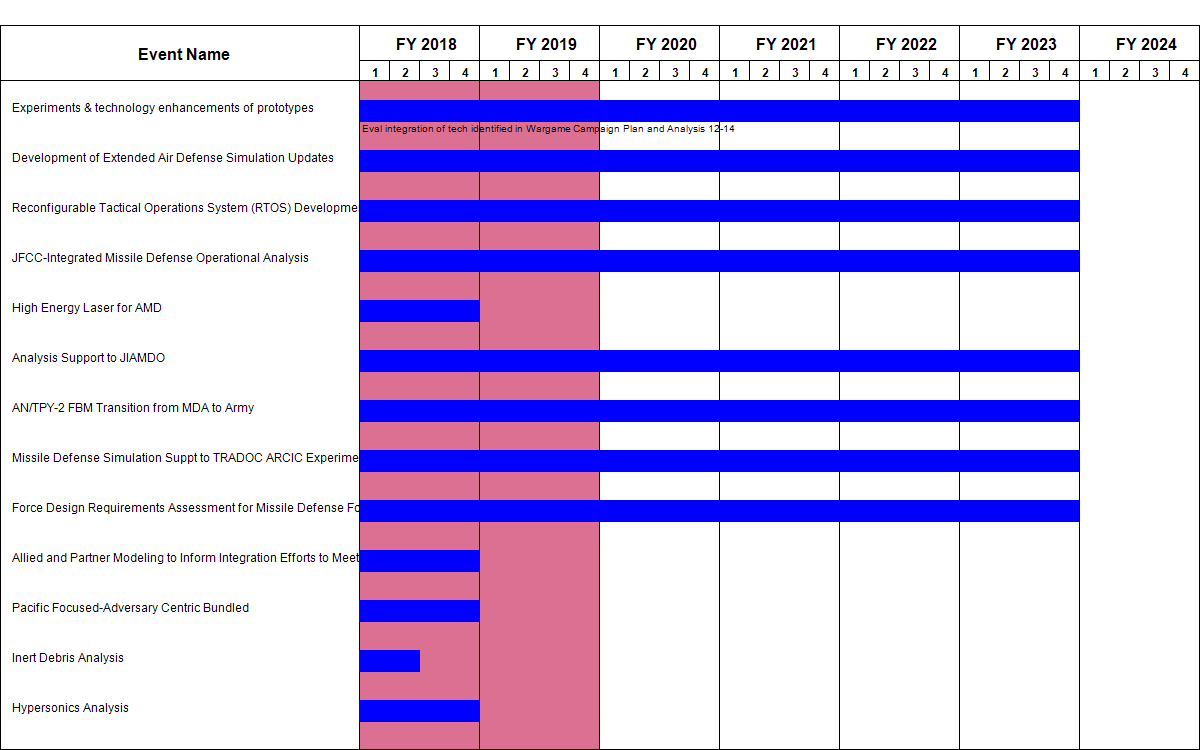 Event Name FY 2018 FY 2019 FY 2020 FY 2021 FY 2022 FY 2023 FY 2024
1 2 3 4 1 2 3 4 1 2 3 4 1 2 3 4 1 2 3 4 1 2 3 4 1 2 3 4
Experiments & technology enhancements of prototypes
Eval integration of tech identified in Wargame Campaign Plan and Analysis 12-14
Development of Extended Air Defense Simulation Updates
Reconfigurable Tactical Operations System (RTOS) Developme
JFCC-Integrated Missile Defense Operational Analysis
High Energy Laser for AMD
Analysis Support to JIAMDO
AN/TPY-2 FBM Transition from MDA to Army
Missile Defense Simulation Suppt to TRADOC ARCIC Experime
Force Design Requirements Assessment for Missile Defense Fo
Allied and Partner Modeling to Inform Integration Efforts to Meet
Pacific Focused-Adversary Centric Bundled
Inert Debris Analysis
Hypersonics Analysis